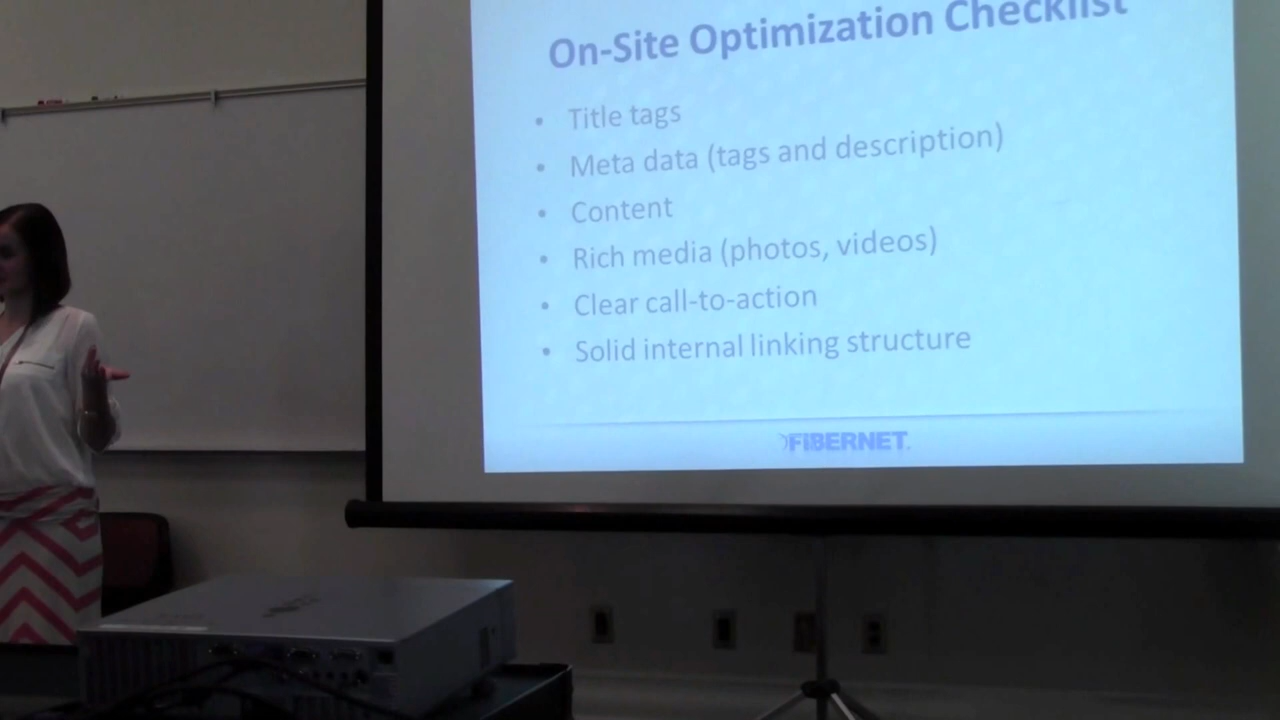 On-Site Optimization Checklist
• Title tags
• Meta data (tags and description)
• Content
• Rich media (photos, videos)
• Clear call-to-action
• Solid internal linking structure
FIBERNET